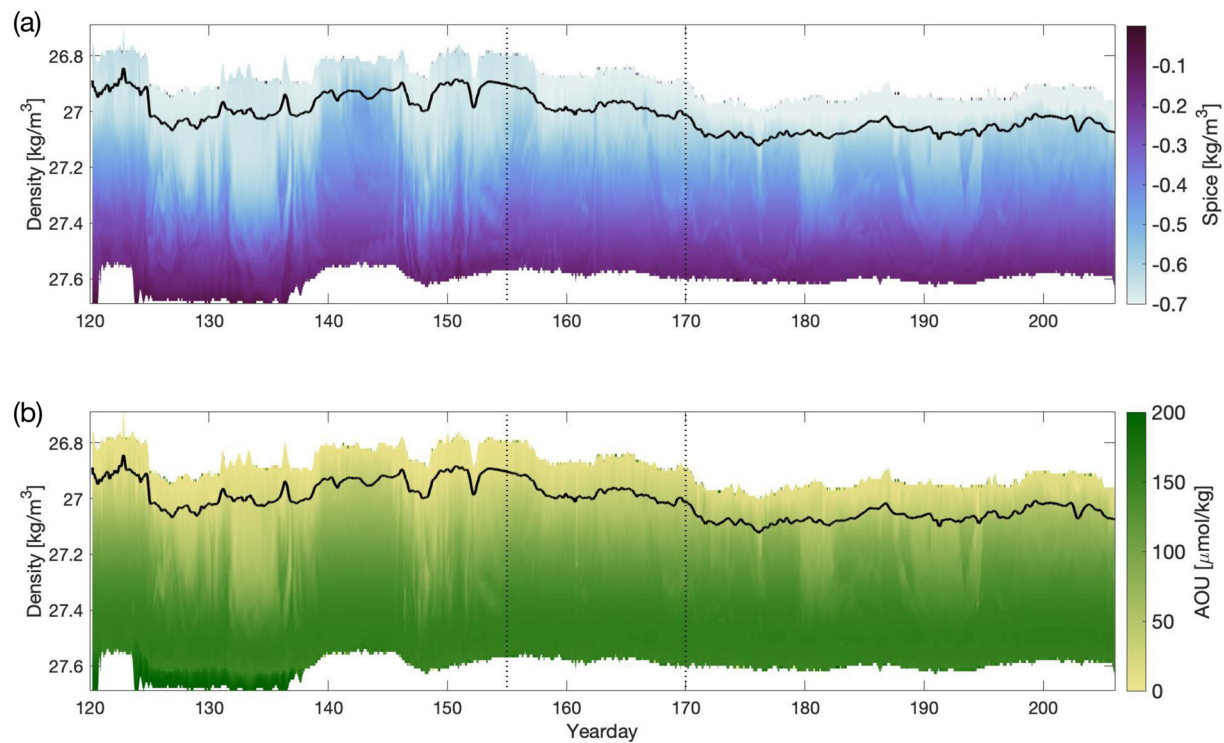 (a)
26.8
27
27.2
27.4
27.6
Density [kg/m³]
120 130 140 150 160 170 180 190 200
-0.1
-0.2
-0.3
-0.4
-0.5
-0.6
-0.7
Spice [kg/m³]
(b)
26.8
27
27.2
27.4
27.6
Density [kg/m³]
120 130 140 150 160 170 180 190 200
Yearday
200
150
100
50
0
AOU [μmol/kg]